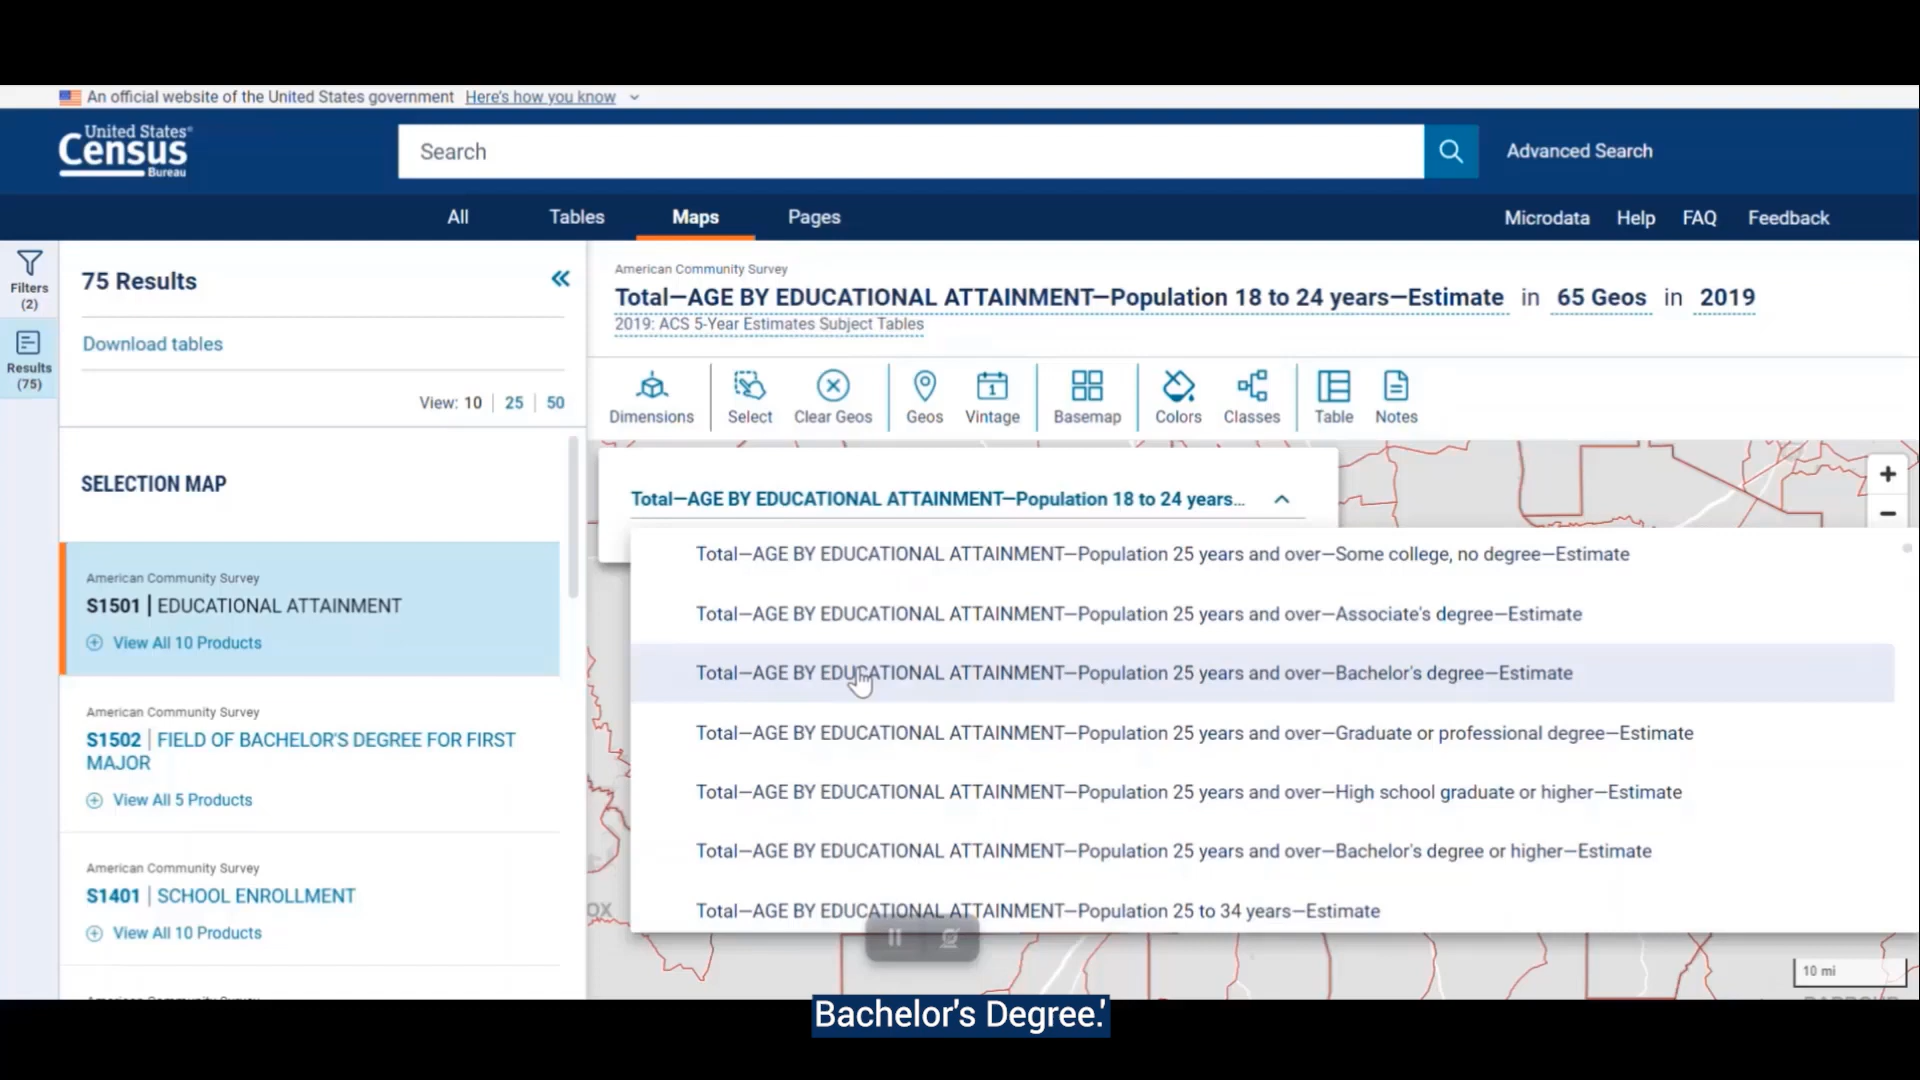 An official website of the United States government Here's how you know
United States®
Census
Bureau
Search
Advanced Search
All Tables Maps Pages Microdata Help FAQ Feedback
Filters
(2)
Results
(75)
75 Results
Download tables
View: 10 | 25 | 50
SELECTION MAP
American Community Survey
S1501 | EDUCATIONAL ATTAINMENT
View All 10 Products
American Community Survey
S1502 | FIELD OF BACHELOR'S DEGREE FOR FIRST
MAJOR
View All 5 Products
American Community Survey
S1401 | SCHOOL ENROLLMENT
View All 10 Products
American Community Survey
Total—AGE BY EDUCATIONAL ATTAINMENT—Population 18 to 24 years—Estimate in 65 Geos in 2019
2019: ACS 5-Year Estimates Subject Tables
Dimensions Select Clear Geos Geos Vintage Basemap Colors Classes Table Notes
1
Total—AGE BY EDUCATIONAL ATTAINMENT—Population 18 to 24 years...
Total—AGE BY EDUCATIONAL ATTAINMENT—Population 25 years and over—Some college, no degree—Estimate
Total—AGE BY EDUCATIONAL ATTAINMENT—Population 25 years and over—Associate's degree—Estimate
Total—AGE BY EDUCATIONAL ATTAINMENT—Population 25 years and over—Bachelor's degree—Estimate
Total—AGE BY EDUCATIONAL ATTAINMENT—Population 25 years and over—Graduate or professional degree—Estimate
Total—AGE BY EDUCATIONAL ATTAINMENT—Population 25 years and over—High school graduate or higher—Estimate
Total—AGE BY EDUCATIONAL ATTAINMENT—Population 25 years and over—Bachelor's degree or higher—Estimate
Total—AGE BY EDUCATIONAL ATTAINMENT—Population 25 to 34 years—Estimate
10 mi
Bachelor's Degree.'